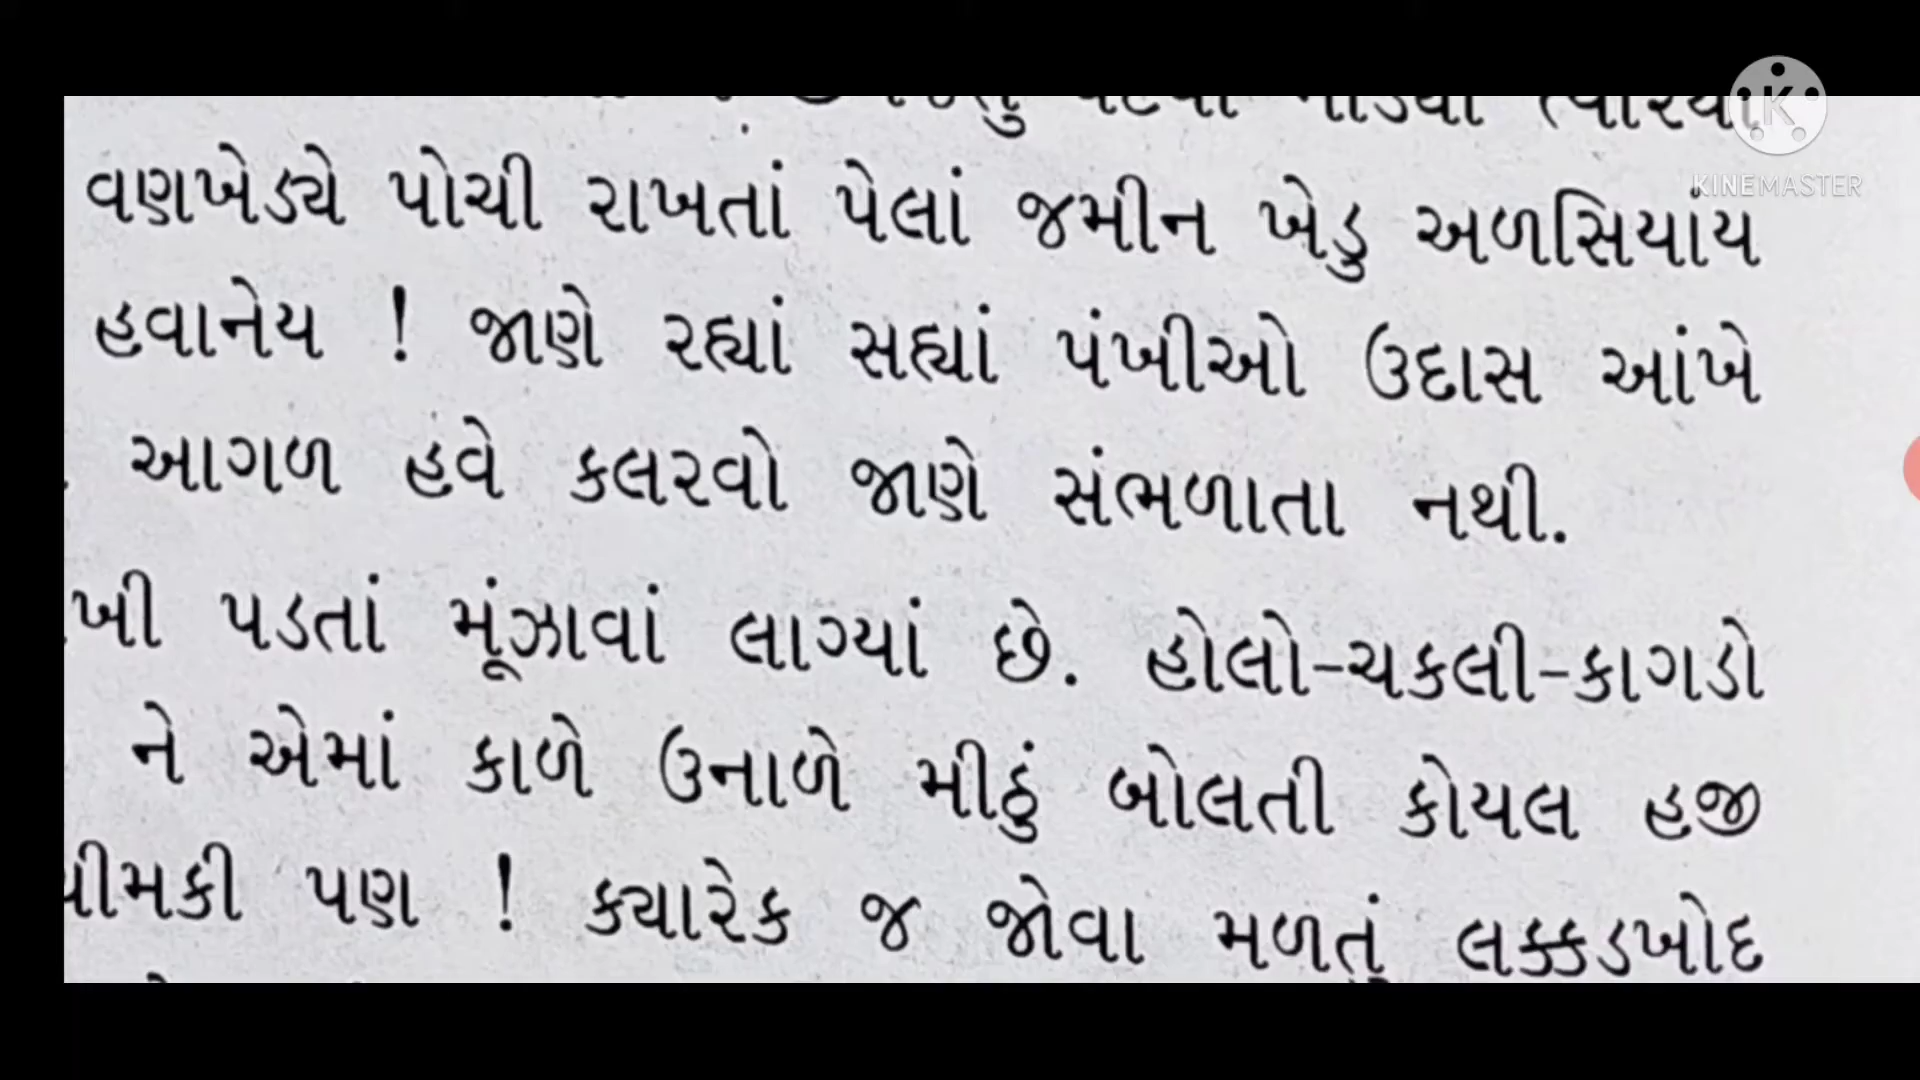 વણખેડ્યે પોચી રાખતાં પેલાં જમીન ખેડુ અળસિયાંય
હવાનેય ! જાણે રહ્યાં સહ્યાં પંખીઓ ઉદાસ આંખે
આગળ હવે કલરવો જાણે સંભળાતા નથી.
પડતાં મૂંઝાવાં લાગ્યાં છે. હોલો-ચકલી-કાગડો
ને એમાં કાળે ઉનાળે મીઠું બોલતી કોયલ હજી
પણ ! ક્યારેક જ જોવા મળતું લક્કડખોદ
KINEMASTER